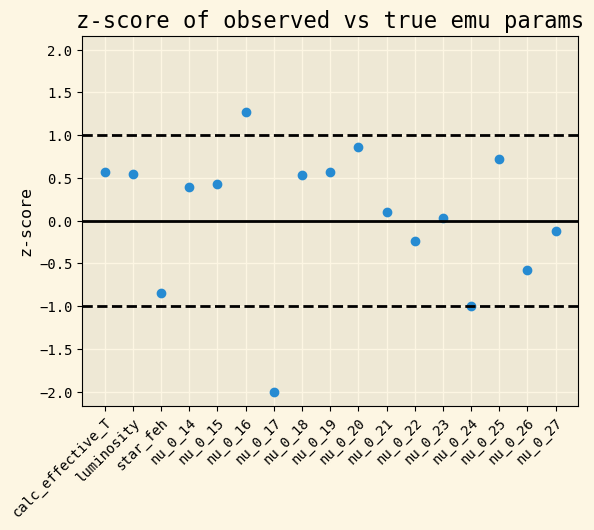 z-score of observed vs true emu params
z-score
2.0
1.5
1.0
0.5
0.0
−0.5
−1.0
−1.5
−2.0
calc_effective_T
luminosity
star_feh
nu_0_14
nu_0_15
nu_0_16
nu_0_17
nu_0_18
nu_0_19
nu_0_20
nu_0_21
nu_0_22
nu_0_23
nu_0_24
nu_0_25
nu_0_26
nu_0_27